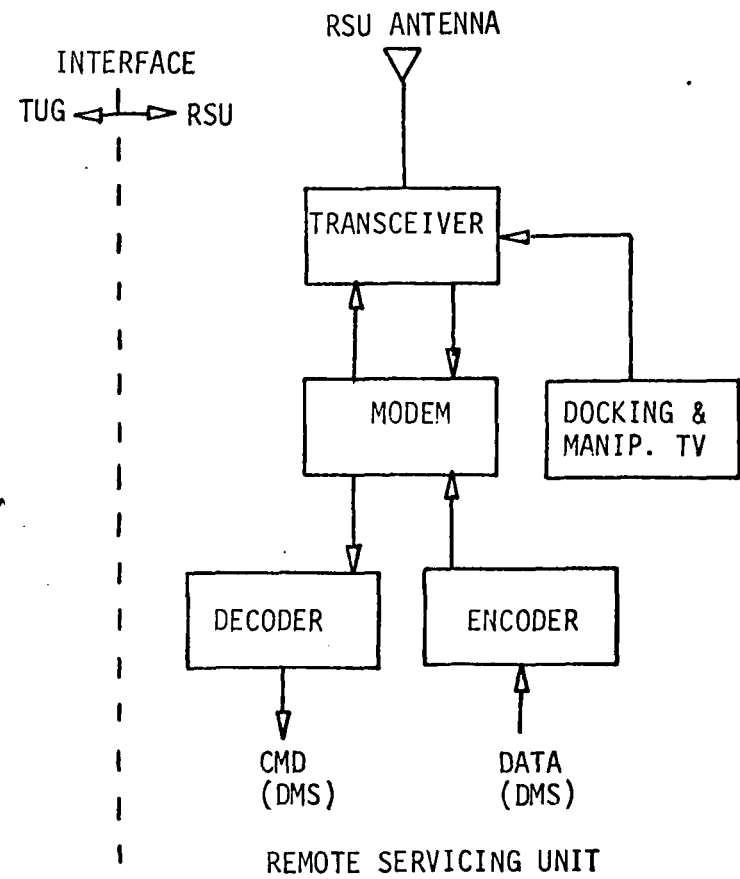 RSU ANTENNA
INTERFACE
TUG RSU
TRANSCEIVER
MODEM
DOCKING &
MANIP. TV
DECODER
ENCODER
CMD
(DMS)
DATA
(DMS)
REMOTE SERVICING UNIT